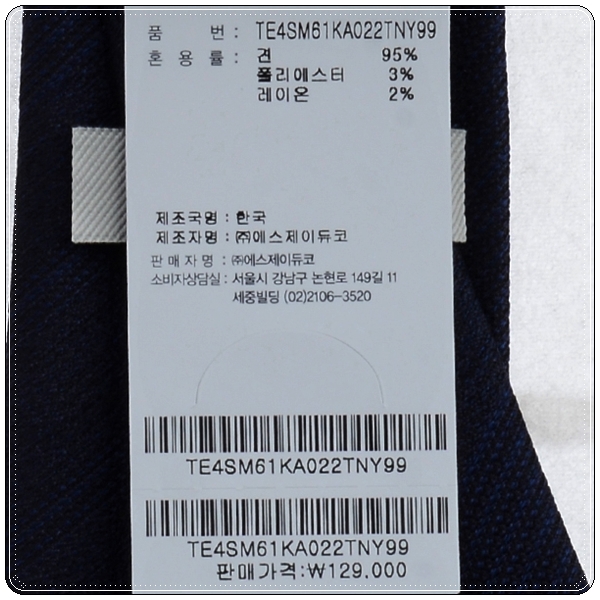 품 번 : TE4SM61KA022TNY99
혼 용 률 : 견 95%
폴리에스터 3%
레이온 2%
제조국명 : 한국
제조자명 : ㈜에스제이듀코
판 매 자 명 : ㈜에스제이듀코
소비자상담실 : 서울시 강남구 논현로 149길 11
세중빌딩 (02)2106-3520
TE4SM61KA022TNY99
TE4SM61KA022TNY99
판매가격:₩129,000